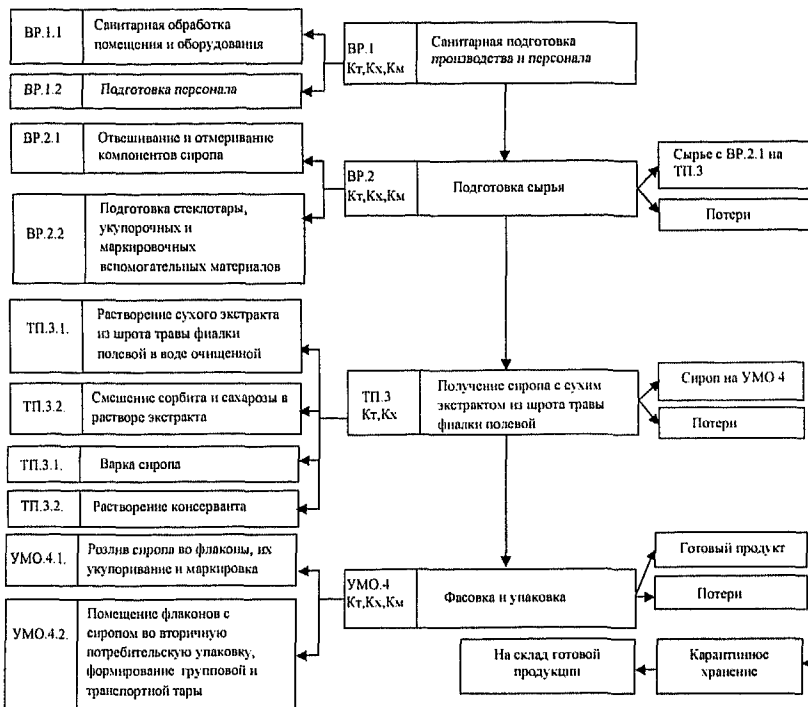 ВР.1.1
Санитарная обработка
помещения и оборудования
ВР.1.2
Подготовка персонала
ВР.1
Кт,Кх,Км
Санитарная подготовка
производства и персонала
ВР.2.1
Отвешивание и отмеривание
компонентов сиропа
ВР.2.2
Подготовка стеклотары,
укупорочных и
маркировочных
вспомогательных материалов
ВР.2
Кт,Кх,Км
Подготовка сырья
Сырье с ВР.2.1 на
ТП.3
Потери
ТП.3.1.
Растворение сухого экстракта
из шрота травы фиалки
полевой в воде очищенной
ТП.3.2.
Смешение сорбита и сахарозы в
растворе экстракта
ТП.3.1.
Варка сиропа
ТП.3.2.
Растворение консерванта
ТП.3
Кт,Кх
Получение сиропа с сухим
экстрактом из шрота травы
фиалки полевой
Сироп на УМО 4
Потери
УМО.4.1.
Розлив сиропа во флаконы, их
укупоривание и маркировка
УМО.4.2.
Помещение флаконов с
сиропом во вторичную
потребительскую упаковку,
формирование групповой и
транспортной тары
УМО.4
Кт,Кх,Км
Фасовка и упаковка
Готовый продукт
Потери
На склад готовой
продукции
Карантинное
хранение